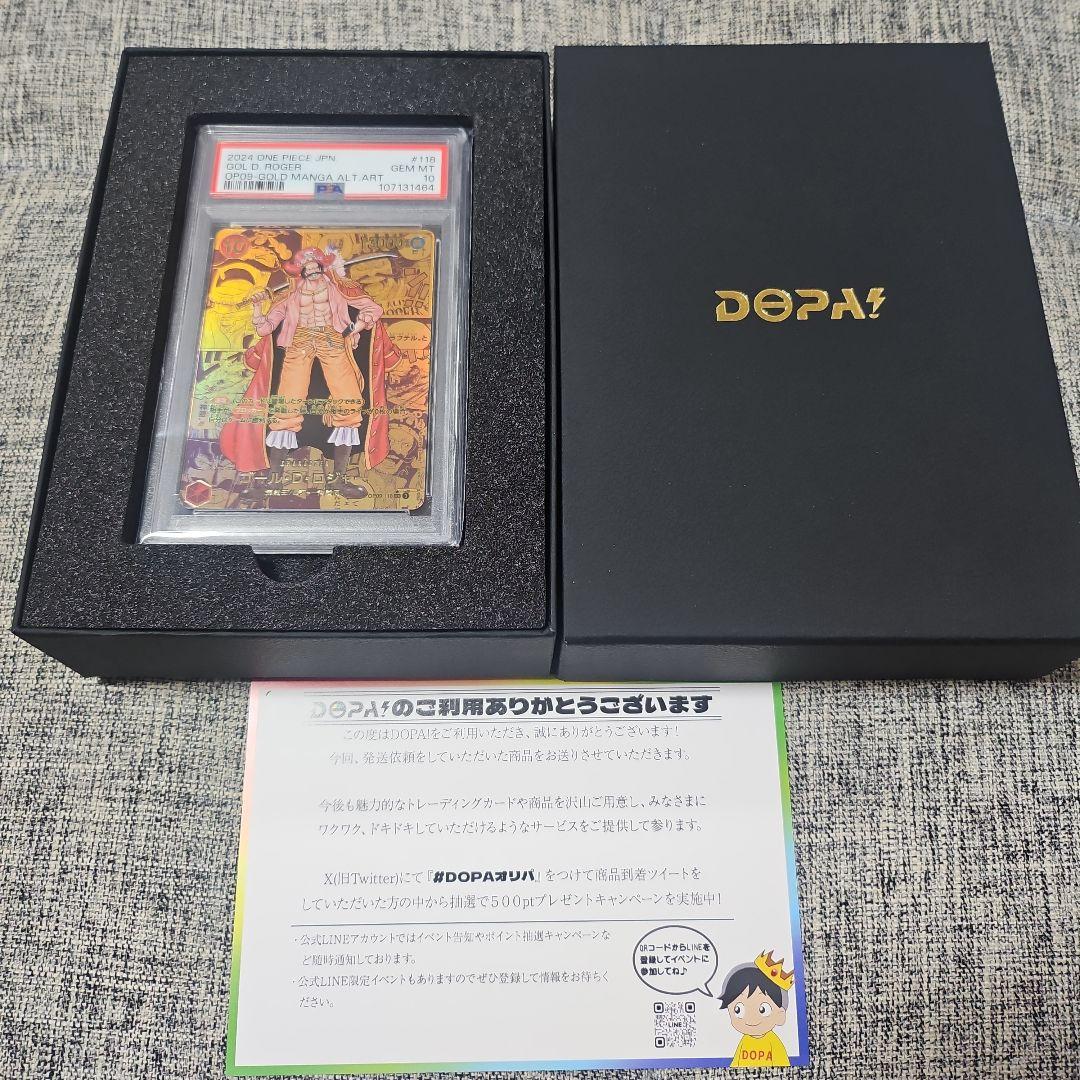 2024 ONE PIECE JPN.
#118
GOL D. ROGER
GEM MT
OP09-GOLD MANGA ALT.ART
10
PSA
107131464
ラフテル。と
ゴール・D・ロジャー
DOPA!
DOPA!のご利用ありがとうございます
この度はDOPA!をご利用いただき、誠にありがとうございます!
今回、発送依頼をしていただいた商品をお送りさせていただきます。
今後も魅力的なトレーディングカードや商品を沢山ご用意し、みなさまに
ワクワク、ドキドキしていただけるようなサービスをご提供して参ります。
X(旧Twitter)にて『#DOPAオリパ』をつけて商品到着ツイートを
していただいた方の中から抽選で500ptプレゼントキャンペーンを実施中!
・公式LINEアカウントではイベント告知やポイント抽選キャンペーンな
ど随時通知しております。
・公式LINE限定イベントもありますのでぜひ登録して情報をお待ちく
ださい。
QRコードからLINEを
登録してイベントに
参加してね♪
LINE
DOPA